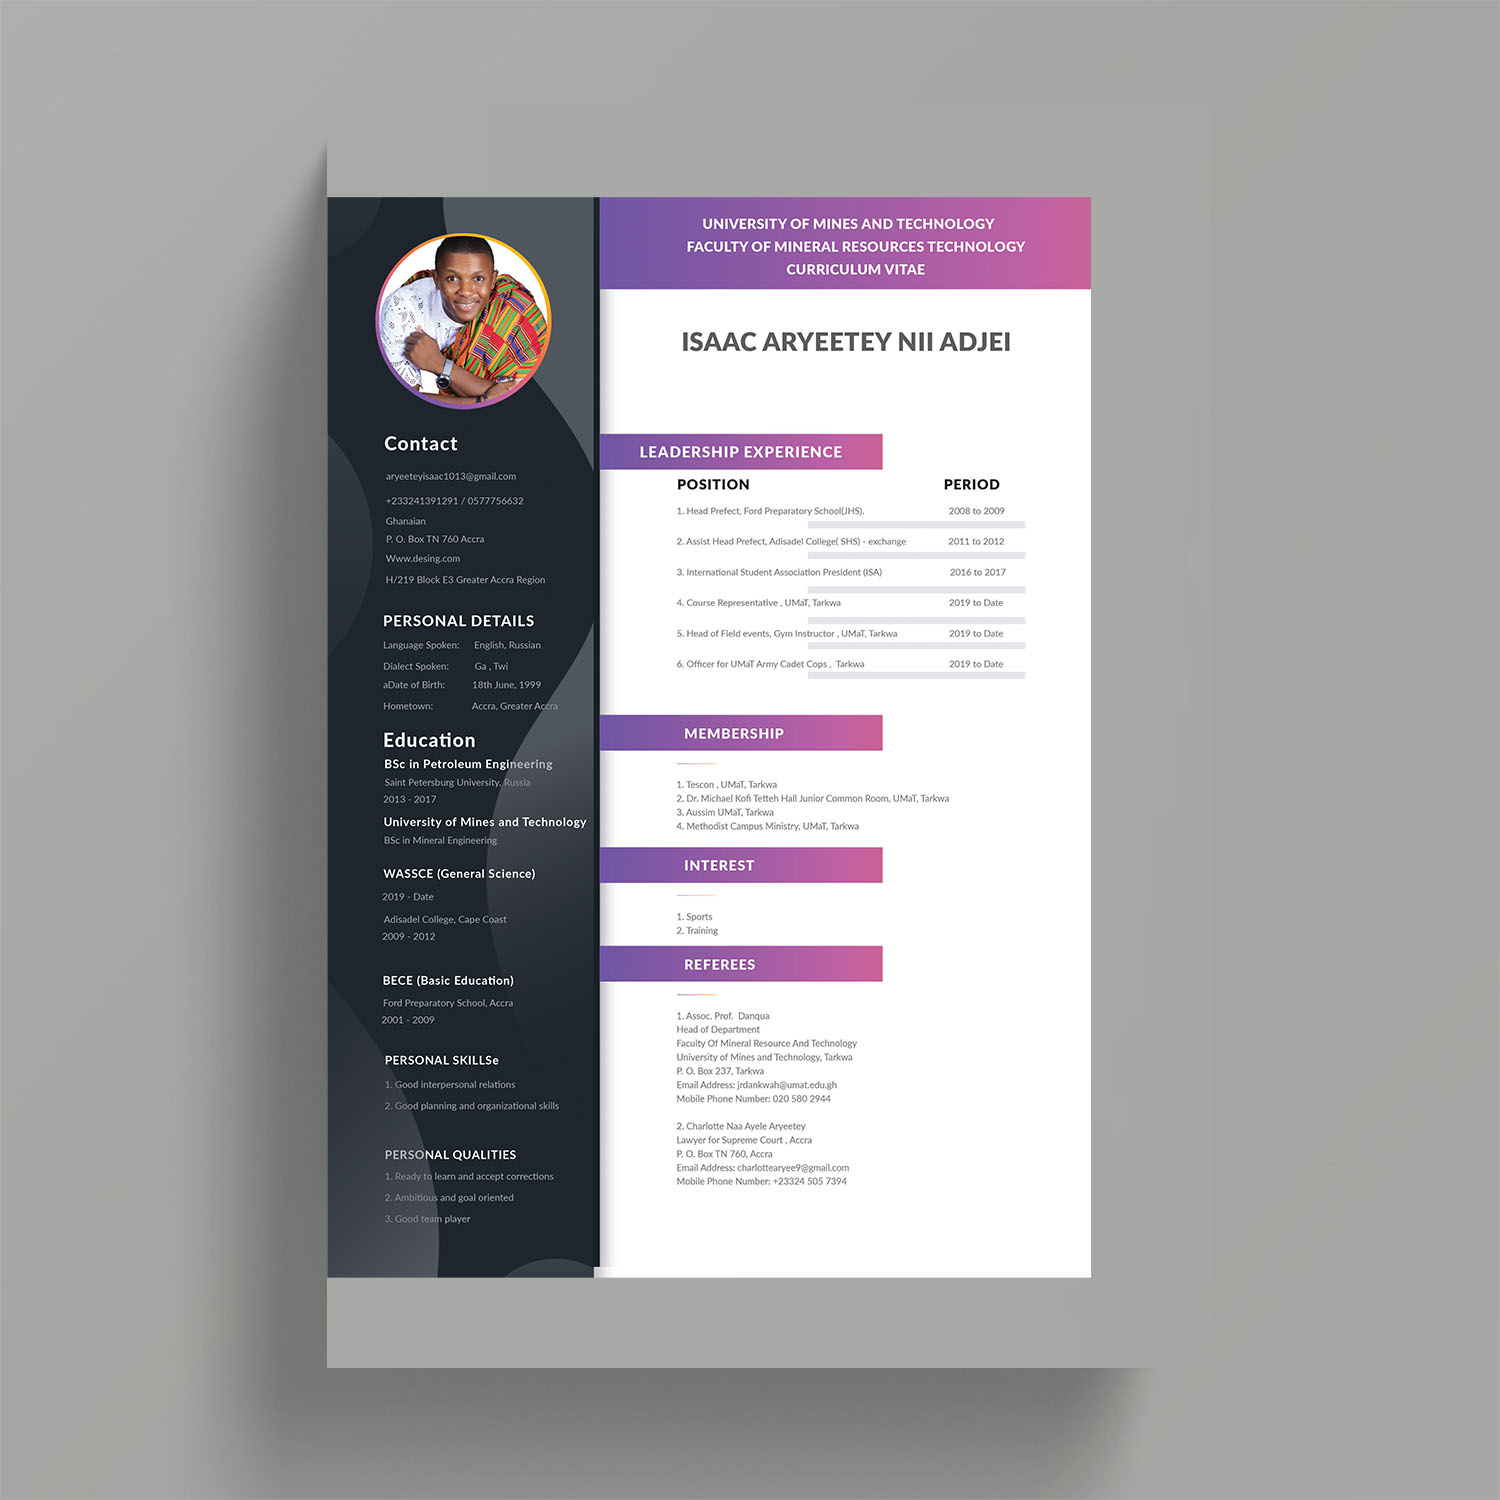 Contact
aryeeteyisaac1013@gmail.com
+233241391291 / 0577756632
Ghanaian
P. O. Box TN 760 Accra
Www.desing.com
H/219 Block E3 Greater Accra Region
PERSONAL DETAILS
Language Spoken: English, Russian
Dialect Spoken: Ga , Twi
aDate of Birth: 18th June, 1999
Hometown: Accra, Greater Accra
Education
BSc in Petroleum Engineering
Saint Petersburg University, Russia
2013 - 2017
University of Mines and Technology
BSc in Mineral Engineering
WASSCE (General Science)
2019 - Date
Adisadel College, Cape Coast
2009 - 2012
BECE (Basic Education)
Ford Preparatory School, Accra
2001 - 2009
PERSONAL SKILLSe
1. Good interpersonal relations
2. Good planning and organizational skills
PERSONAL QUALITIES
1. Ready to learn and accept corrections
2. Ambitious and goal oriented
3. Good team player
UNIVERSITY OF MINES AND TECHNOLOGY
FACULTY OF MINERAL RESOURCES TECHNOLOGY
CURRICULUM VITAE
ISAAC ARYEETEY NII ADJEI
LEADERSHIP EXPERIENCE
POSITION PERIOD
1. Head Prefect, Ford Preparatory School(JHS). 2008 to 2009
2. Assist Head Prefect, Adisadel College( SHS) - exchange 2011 to 2012
3. International Student Association President (ISA) 2016 to 2017
4. Course Representative , UMaT, Tarkwa 2019 to Date
5. Head of Field events, Gym Instructor , UMaT, Tarkwa 2019 to Date
6. Officer for UMaT Army Cadet Cops , Tarkwa 2019 to Date
MEMBERSHIP
1. Tescon , UMaT, Tarkwa
2. Dr. Michael Kofi Tetteh Hall Junior Common Room, UMaT, Tarkwa
3. Aussim UMaT, Tarkwa
4. Methodist Campus Ministry, UMaT, Tarkwa
INTEREST
1. Sports
2. Training
REFEREES
1. Assoc. Prof. Danqua
Head of Department
Faculty Of Mineral Resource And Technology
University of Mines and Technology, Tarkwa
P. O. Box 237, Tarkwa
Email Address: jrdankwah@umat.edu.gh
Mobile Phone Number: 020 580 2944
2. Charlotte Naa Ayele Aryeetey
Lawyer for Supreme Court , Accra
P. O. Box TN 760, Accra
Email Address: charlottearyee9@gmail.com
Mobile Phone Number: +23324 505 7394